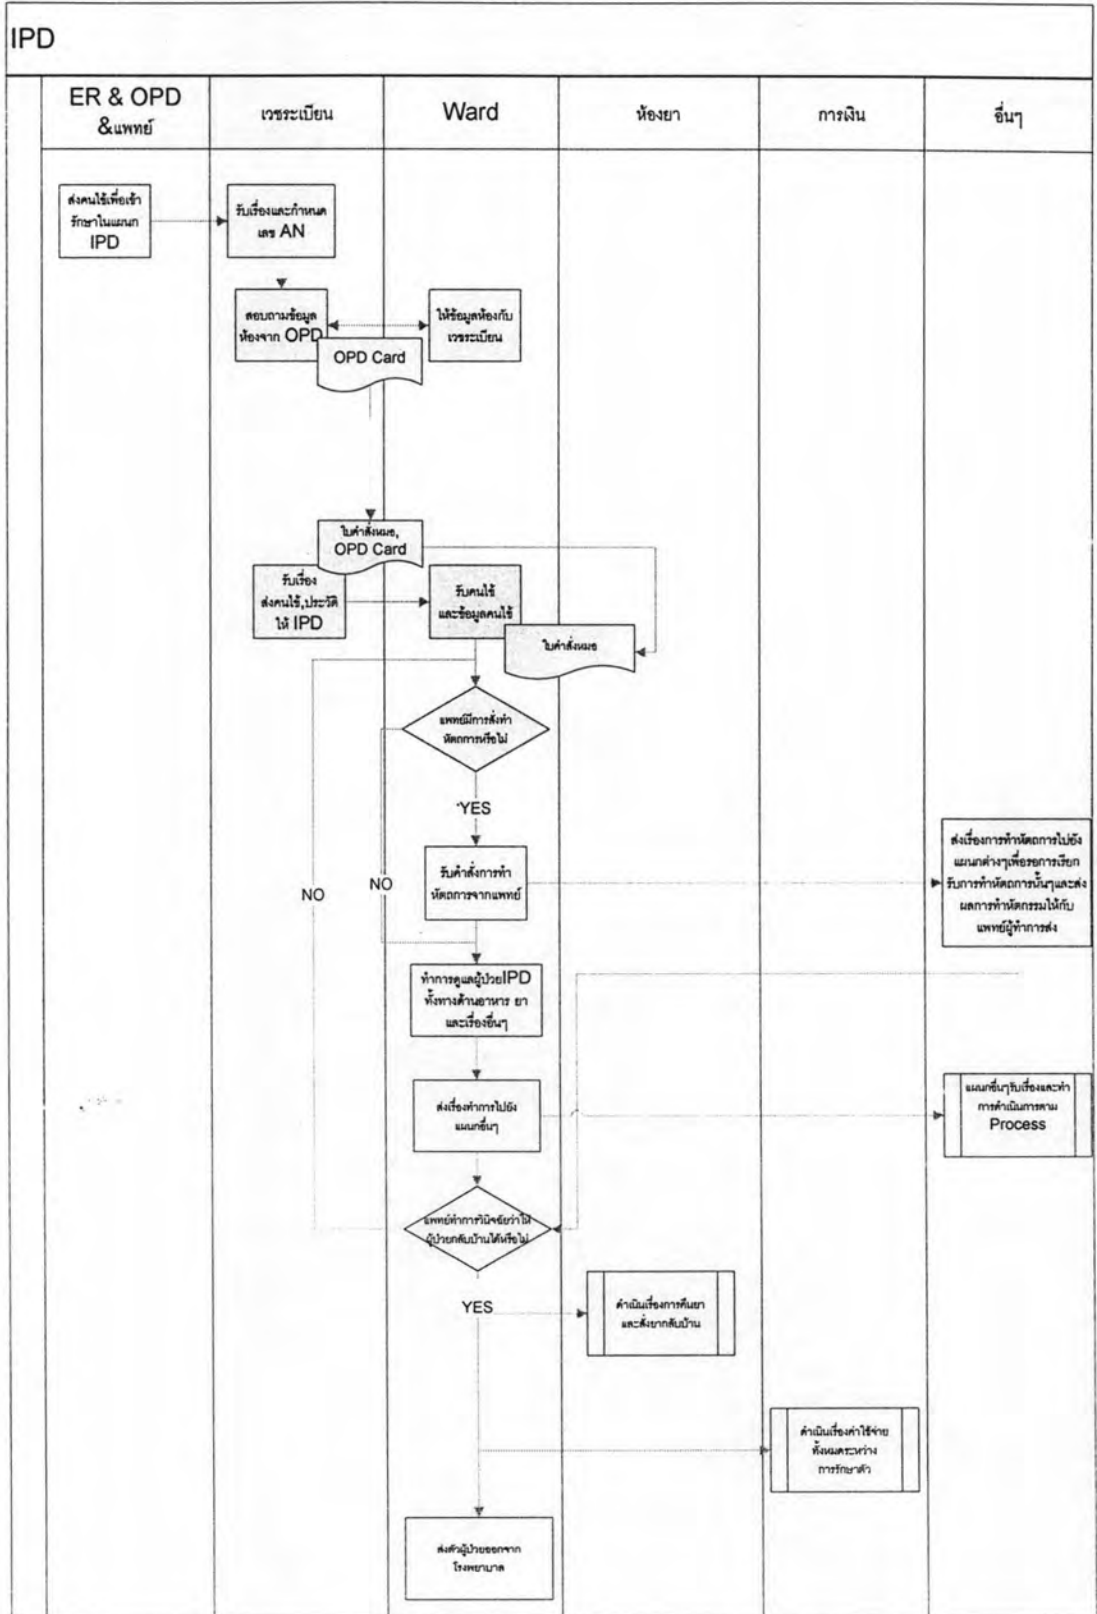 IPD
ER & OPD
&แพทย์
เวชระเบียน
Ward
ห้องยา
การเงิน
อื่นๆ
ส่งคนไข้เพื่อเข้า
รักษาในแผนก
IPD
รับเรื่องและกำหนด
เลข AN
สอบถามข้อมูล
ห้องจาก OPD
ให้ข้อมูลห้องกับ
เวชระเบียน
OPD Card
ใบคำสั่งหมอ,
OPD Card
รับเรื่อง
ส่งคนไข้,ประวัติ
ให้ IPD
รับคนไข้
และข้อมูลคนไข้
ใบคำสั่งหมอ
แพทย์มีการสั่งทำ
หัตถการหรือไม่
YES
NO
NO
รับคำสั่งการทำ
หัตถการจากแพทย์
ส่งเรื่องการทำหัตถการไปยัง
แผนกต่างๆเพื่อรอการเรียก
รับการทำหัตถการนั้นๆและส่ง
ผลการทำหัตกรรมให้กับ
แพทย์ผู้ทำการส่ง
ทำการดูแลผู้ป่วยIPD
ทั้งทางด้านอาหาร ยา
และเรื่องอื่นๆ
ส่งเรื่องทำการไปยัง
แผนกอื่นๆ
แผนกอื่นๆรับเรื่องและทำ
การดำเนินการตาม
Process
แพทย์ทำการวินิจฉัยว่าให้
ผู้ป่วยกลับบ้านได้หรือไม่
YES
ดำเนินเรื่องการคืนยา
และสั่งยากลับบ้าน
ดำเนินเรื่องค่าใช้จ่าย
ทั้งหมดระหว่าง
การรักษาตัว
ส่งตัวผู้ป่วยออกจาก
โรงพยาบาล